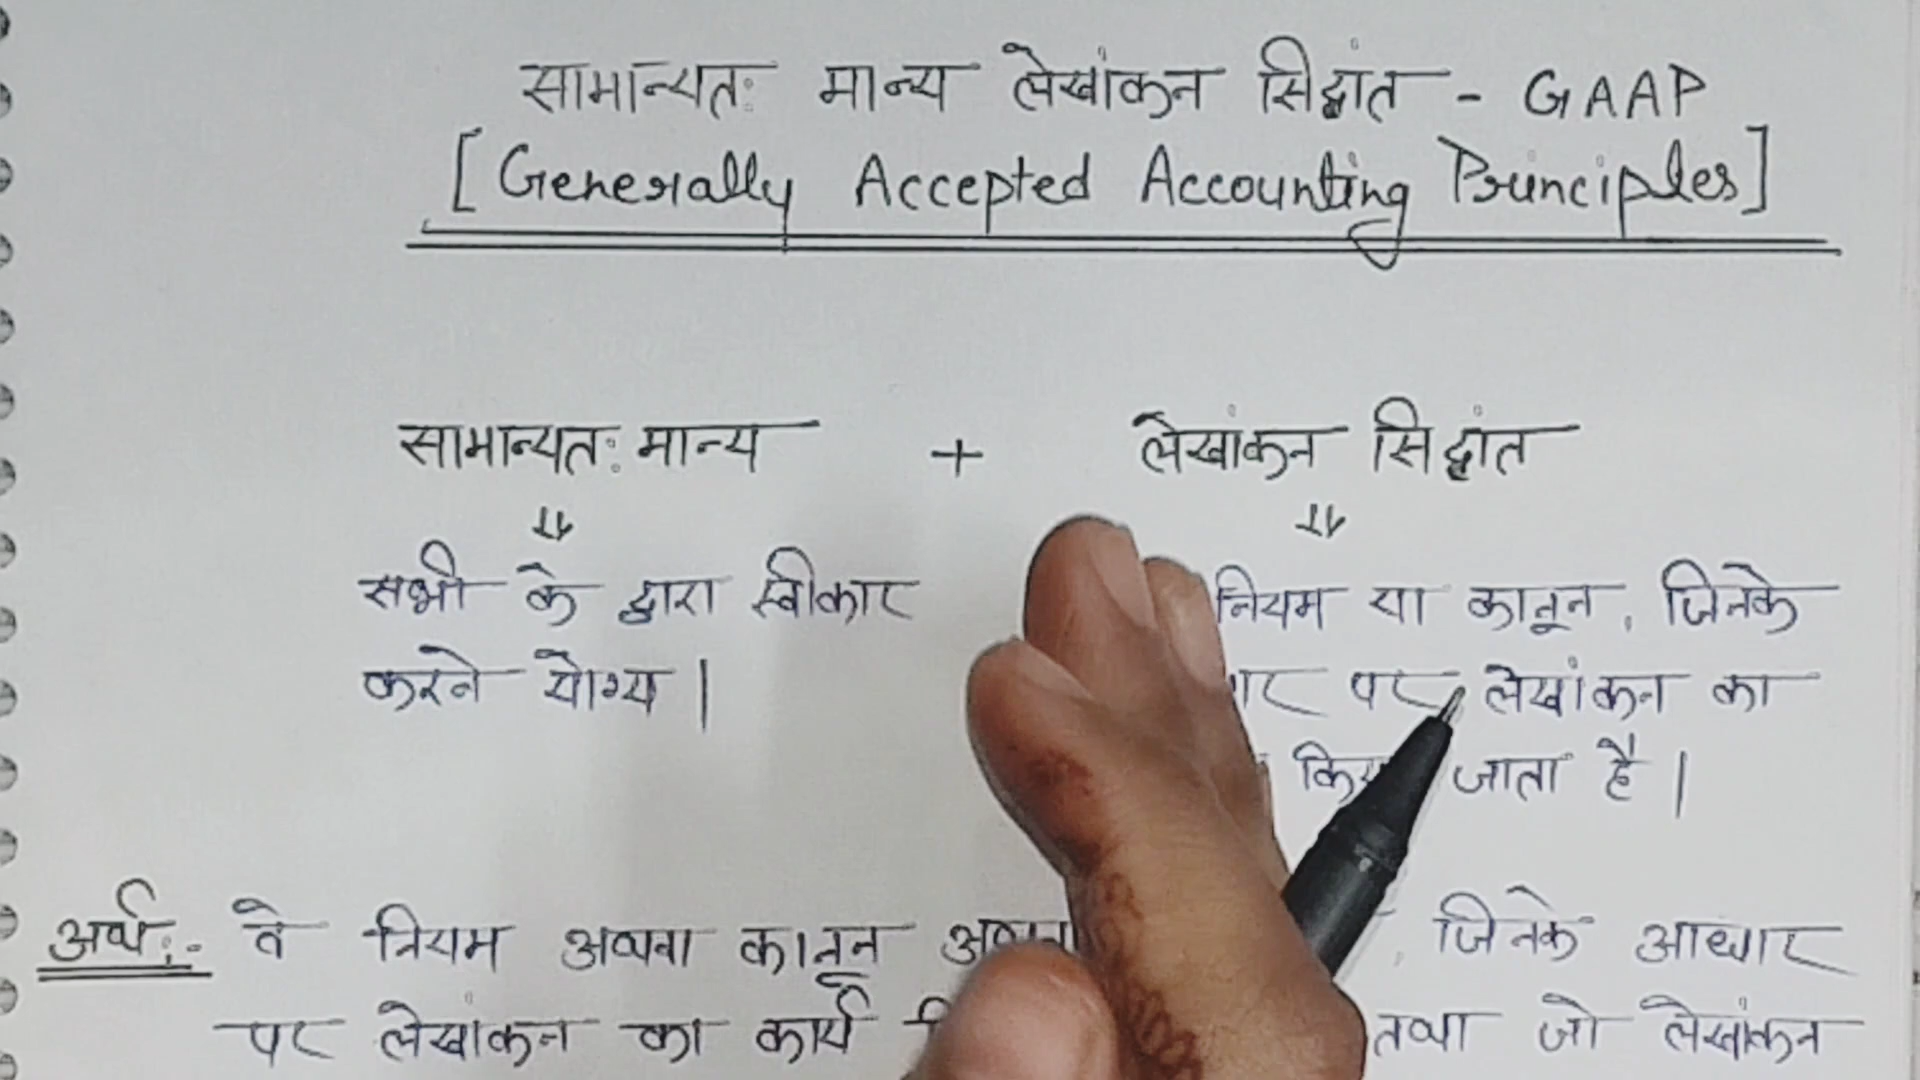 सामान्यतः मान्य लेखांकन सिद्धांत - GAAP
[Generally Accepted Accounting Principles]
सामान्यतः मान्य + लेखांकन सिद्धांत
सभी के द्वारा स्वीकार
करने योग्य।
नियम या कानून, जिनके
पर लेखांकन का
जाता है।
अर्थ:- वे नियम अथवा कानून जिनके आधार
पर लेखांकन का कार्य तथा जो लेखांकन